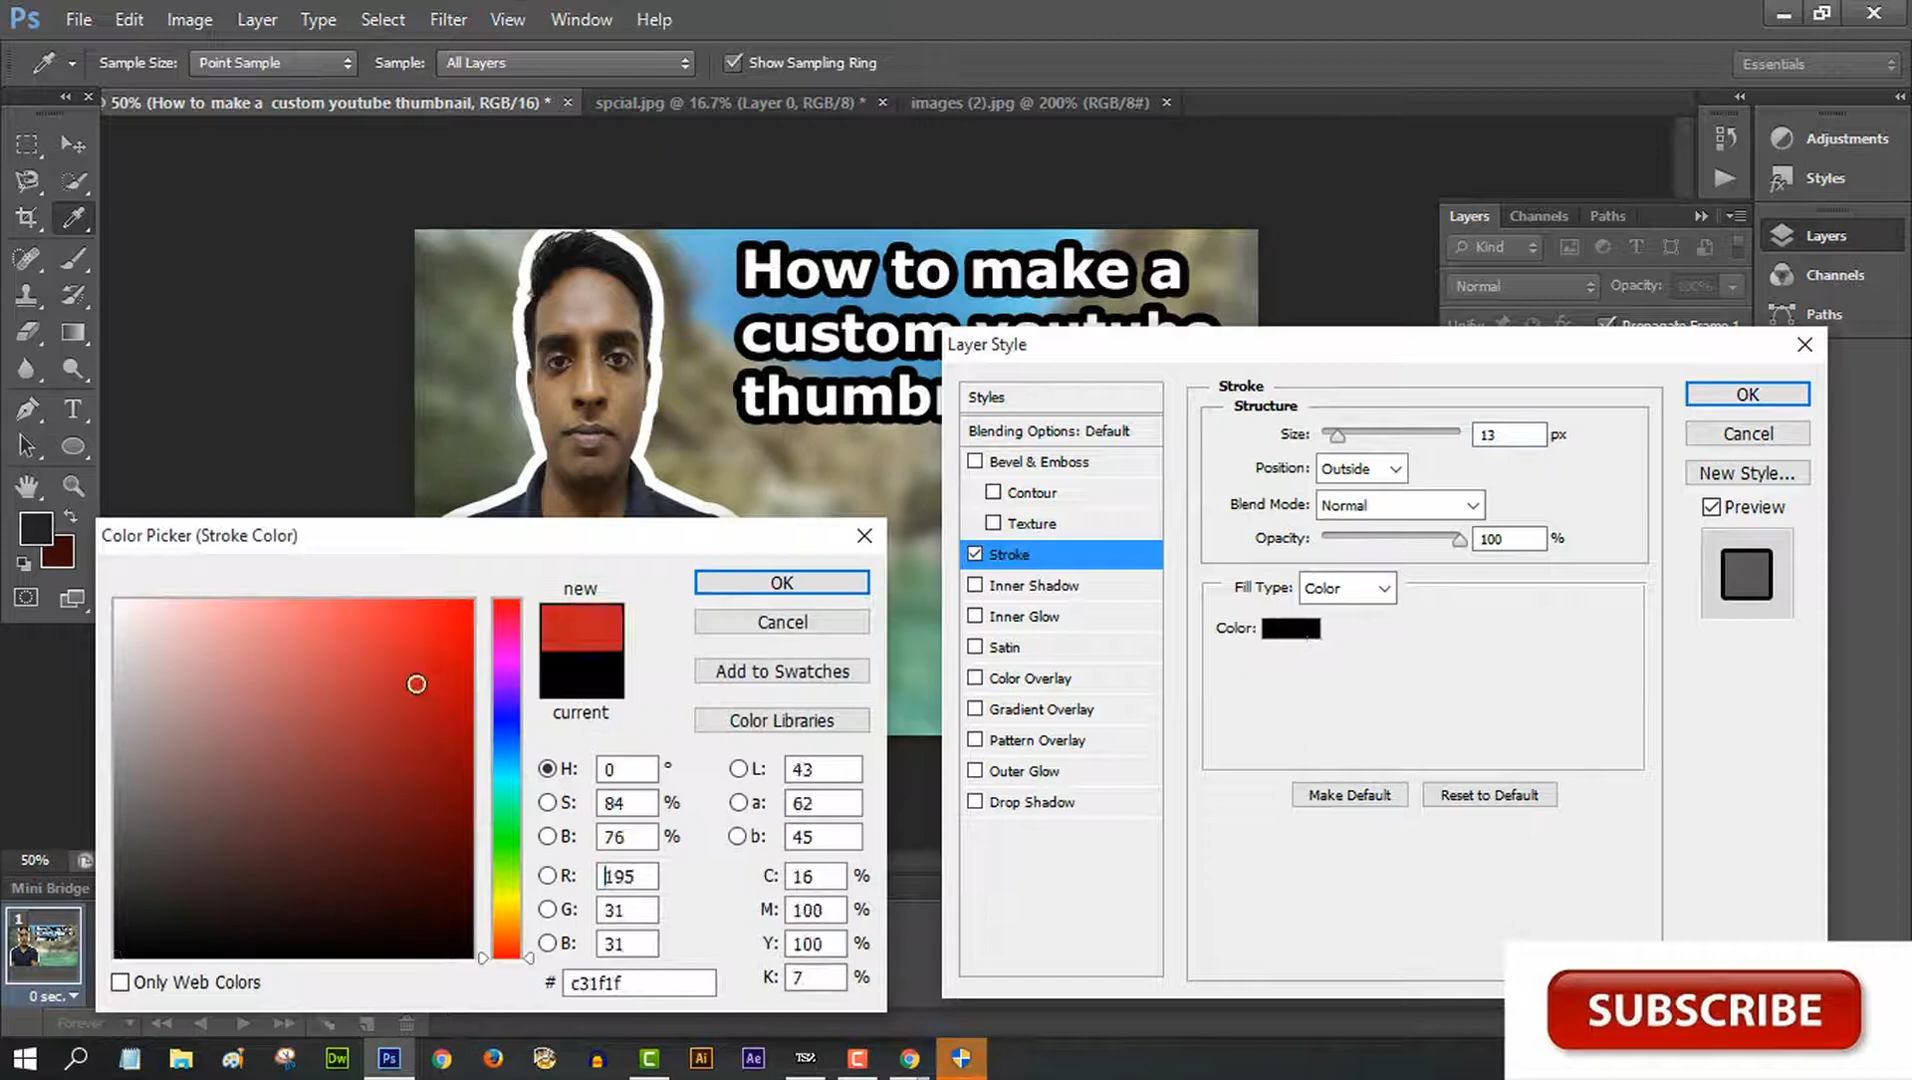 Ps File Edit Image Layer Type Select Filter View Window Help
Sample Size: Point Sample Sample: All Layers Show Sampling Ring Essentials
50% (How to make a custom youtube thumbnail, RGB/16) * × spcial.jpg @ 16.7% (Layer 0, RGB/8) * × images (2).jpg @ 200% (RGB/8#) ×
Adjustments
Styles
Layers Channels Paths
Layers
Kind
Channels
Normal Opacity: 100%
Paths
Propagate Frame 1
How to make a
custom youtube
thumbn
Layer Style
Styles
Blending Options: Default
Bevel & Emboss
Contour
Texture
Stroke
Inner Shadow
Inner Glow
Satin
Color Overlay
Gradient Overlay
Pattern Overlay
Outer Glow
Drop Shadow
Stroke
Structure
Size: 13 px
Position: Outside
Blend Mode: Normal
Opacity: 100 %
Fill Type: Color
Color:
Make Default Reset to Default
OK
Cancel
New Style...
Preview
Color Picker (Stroke Color)
new
current
OK
Cancel
Add to Swatches
Color Libraries
H: 0 ° L: 43
S: 84 % a: 62
B: 76 % b: 45
R: 195 C: 16 %
G: 31 M: 100 %
B: 31 Y: 100 %
# c31f1f K: 7 %
Only Web Colors
50%
Mini Bridge
1
0 sec.
Forever
SUBSCRIBE
Dw Ps Ai Ae